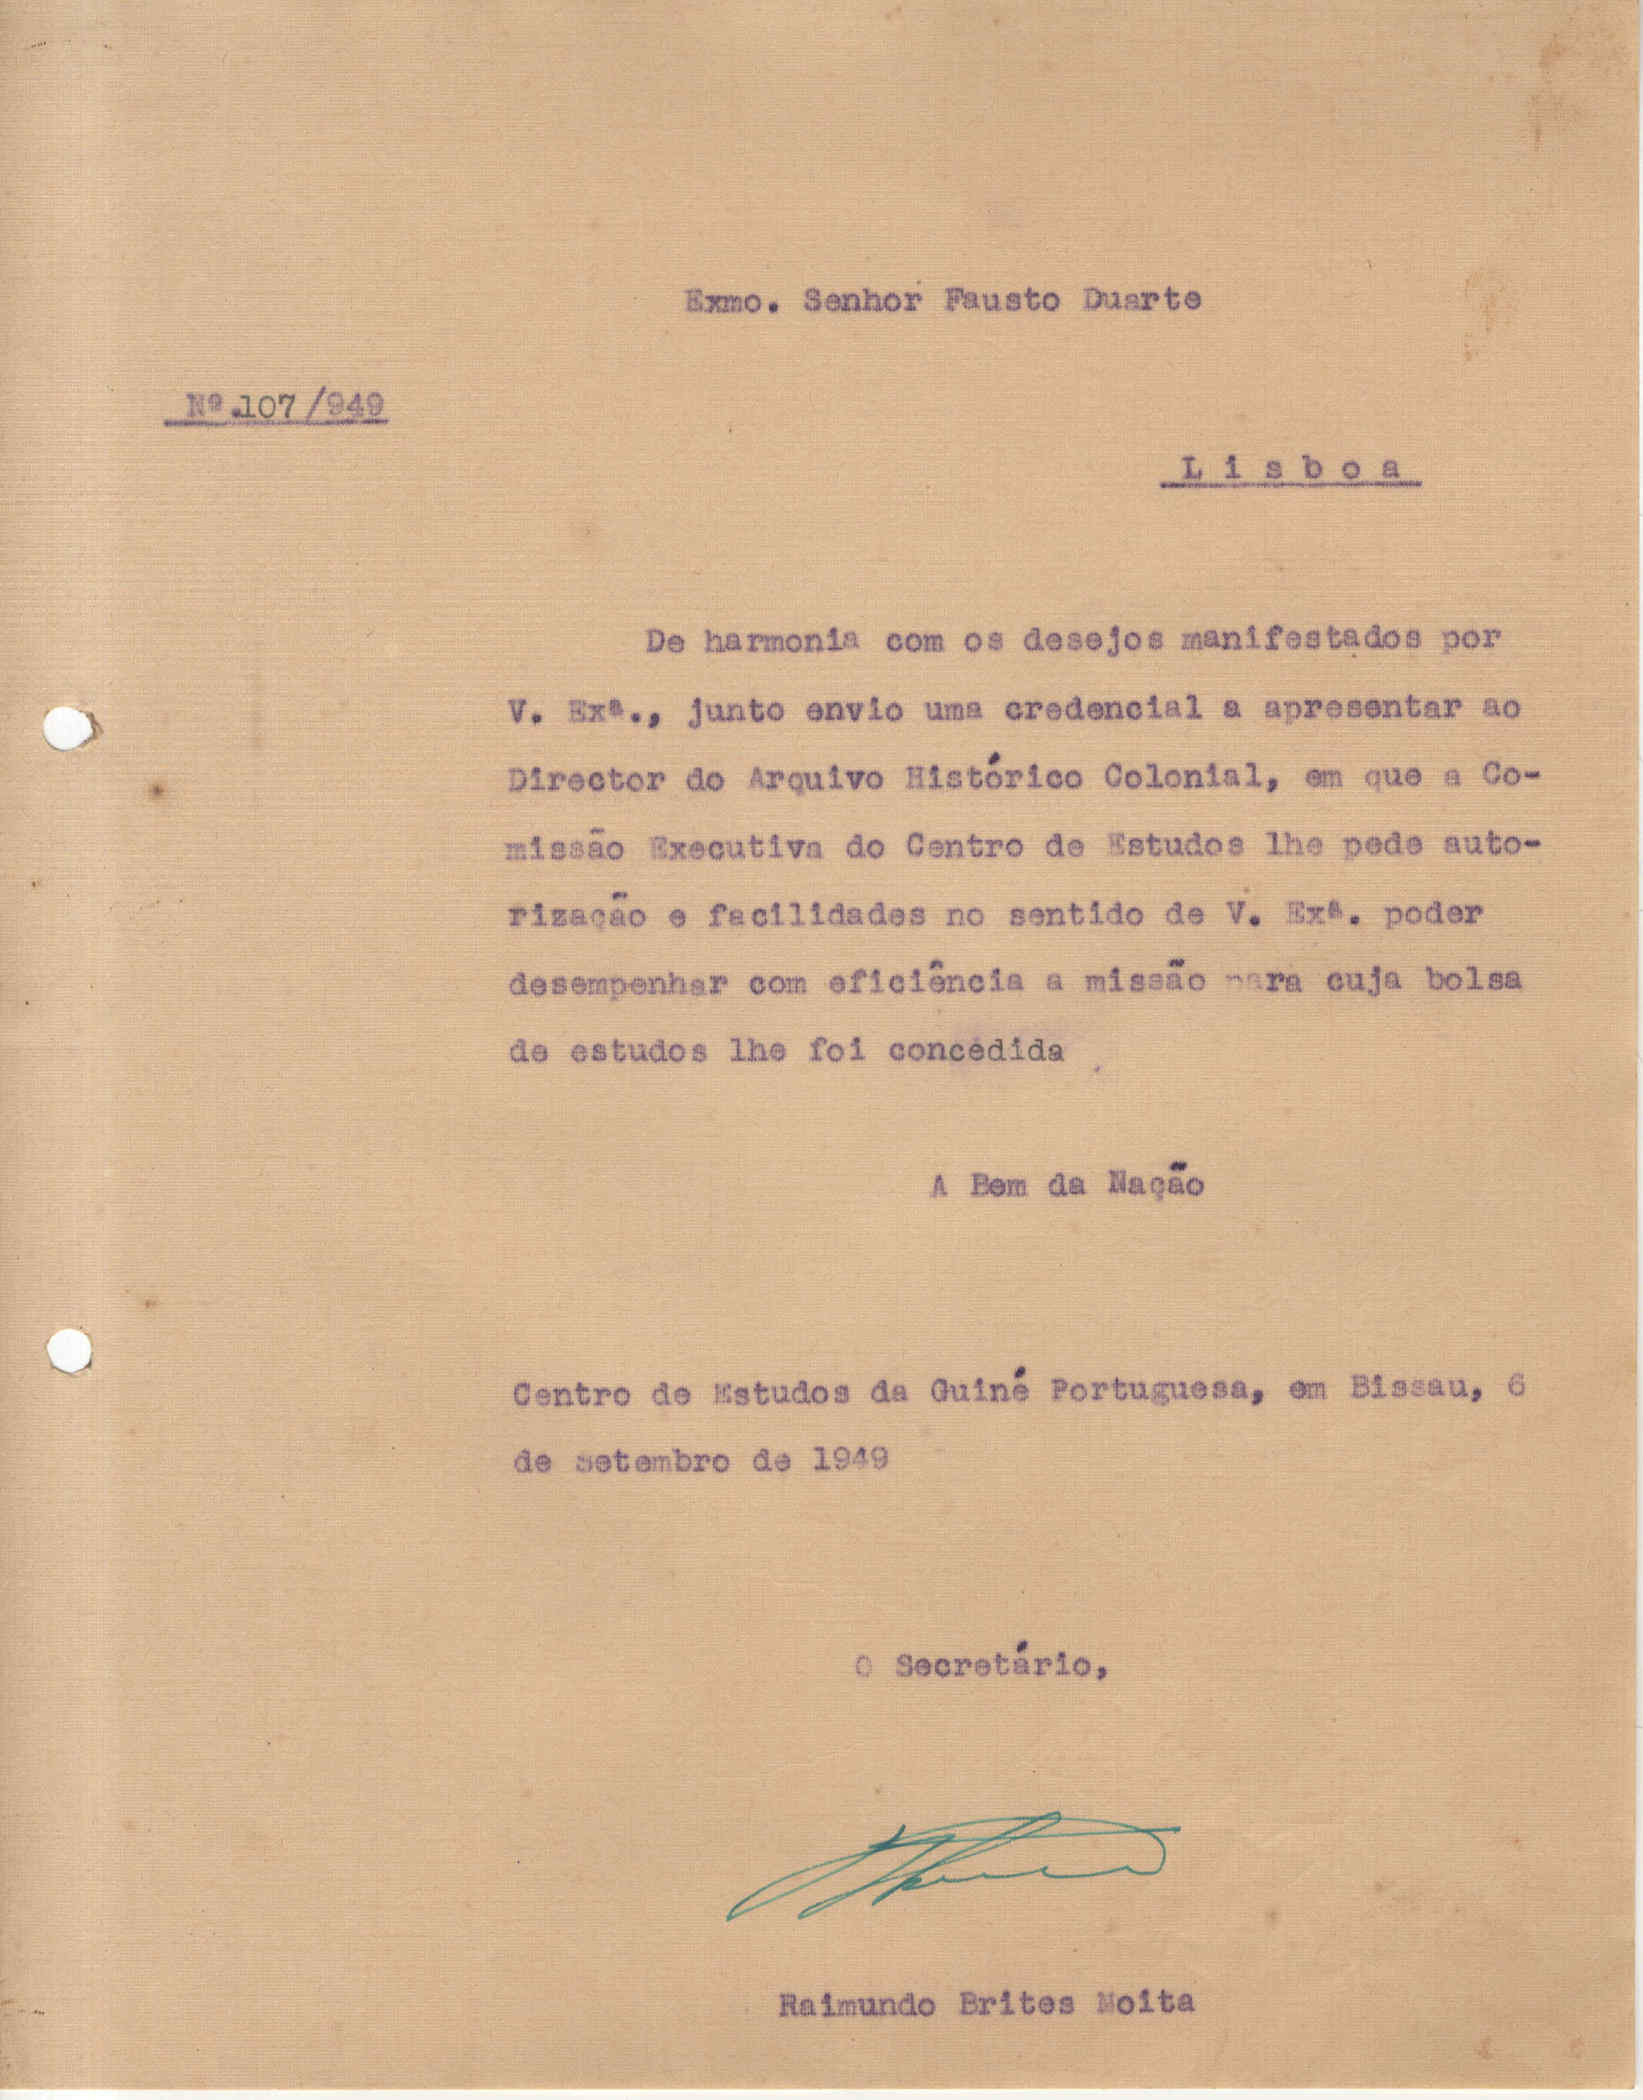 Exmo. Senhor Fausto Duarte
Nº.107/949
Lisboa
De harmonia com os desejos manifestados por
V. Exª., junto envio uma credencial a apresentar ao
Director do Arquivo Histórico Colonial, em que a Co-
missão Executiva do Centro de Estudos lhe pede auto-
rização e facilidades no sentido de V. Exª. poder
desempenhar com eficiência a missão para cuja bolsa
de estudos lhe foi concedida
A Bem da Nação
Centro de Estudos da Guiné Portuguesa, em Bissau, 6
de setembro de 1949
O Secretário,
Raimundo Brites Moita